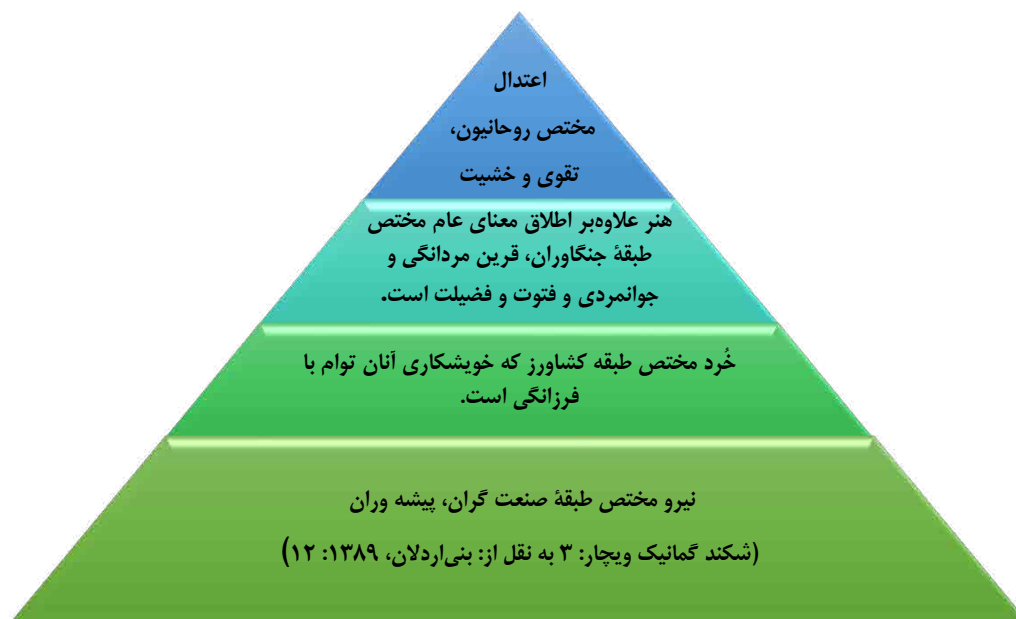 اعتدال
مختص روحانیون،
تقوی و خشیت
هنر علاوه‌بر اطلاق معنای عام مختص
طبقهٔ جنگاوران، قرین مردانگی و
جوانمردی و فتوت و فضیلت است.
خُرد مختص طبقه کشاورز که خویشکاری آنان توام با
فرزانگی است.
نیرو مختص طبقهٔ صنعت گران، پیشه وران
(شکند گمانیک ویچار: ۳ به نقل از: بنی‌اردلان، ۱۳۸۹: ۱۲)